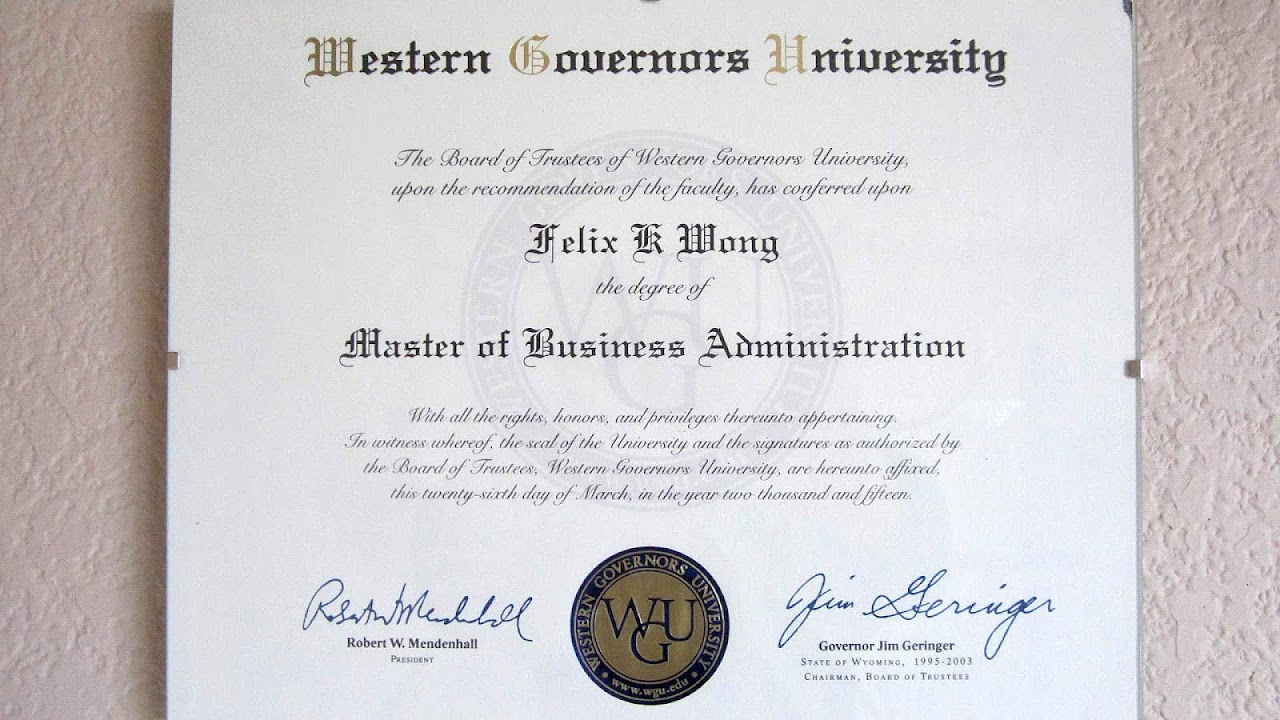 Western Governors University
The Board of Trustees of Western Governors University,
upon the recommendation of the faculty, has conferred upon
Felix K Wong
the degree of
Master of Business Administration
With all the rights, honors, and privileges thereunto appertaining.
In witness whereof, the seal of the University and the signatures as authorized by
the Board of Trustees, Western Governors University, are hereunto affixed,
this twenty-sixth day of March, in the year two thousand and fifteen.
Robert W. Mendenhall
Robert W. Mendenhall
President
WESTERN GOVERNORS UNIVERSITY
WGU
www.wgu.edu
Jim Geringer
Governor Jim Geringer
State of Wyoming, 1995-2003
Chairman, Board of Trustees